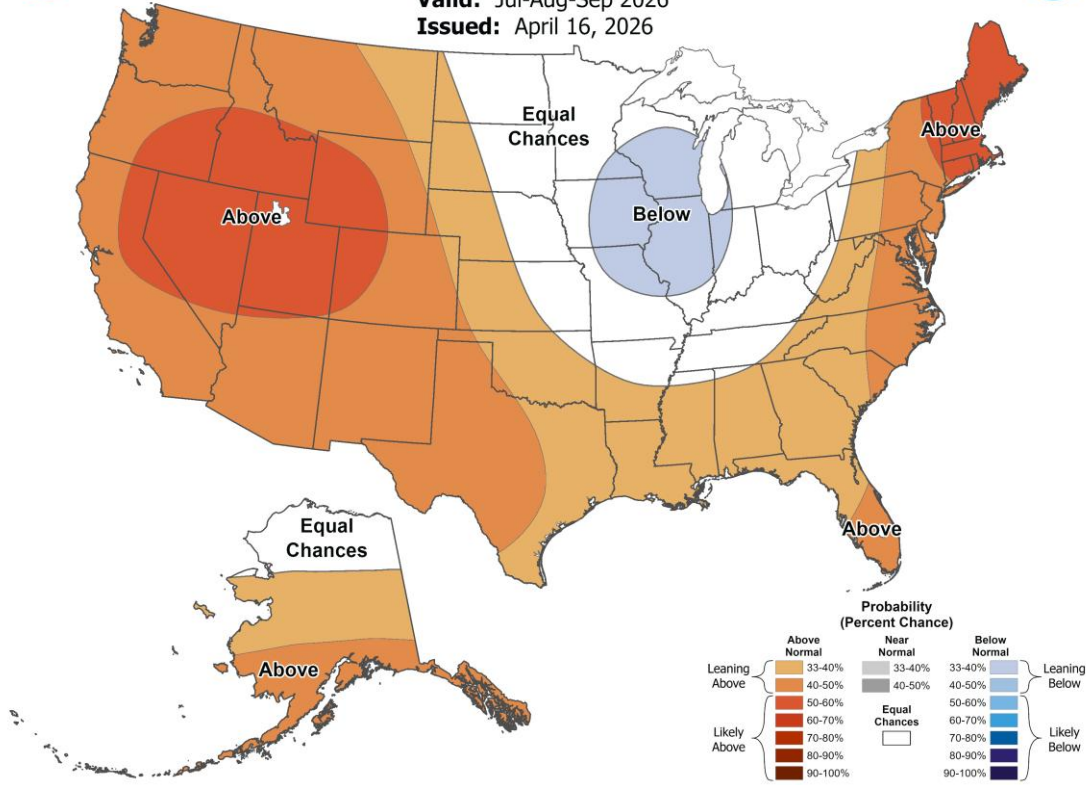 Valid: Jul-Aug-Sep 2026
Issued: April 16, 2026
Equal
Chances
Above
Above
Below
Above
Equal
Chances
Above
Probability
(Percent Chance)
Above
Normal
Near
Normal
Below
Normal
Leaning
Above
33-40%
40-50%
Likely
Above
50-60%
60-70%
70-80%
80-90%
90-100%
33-40%
40-50%
Equal
Chances
33-40%
40-50%
Leaning
Below
50-60%
60-70%
70-80%
80-90%
90-100%
Likely
Below